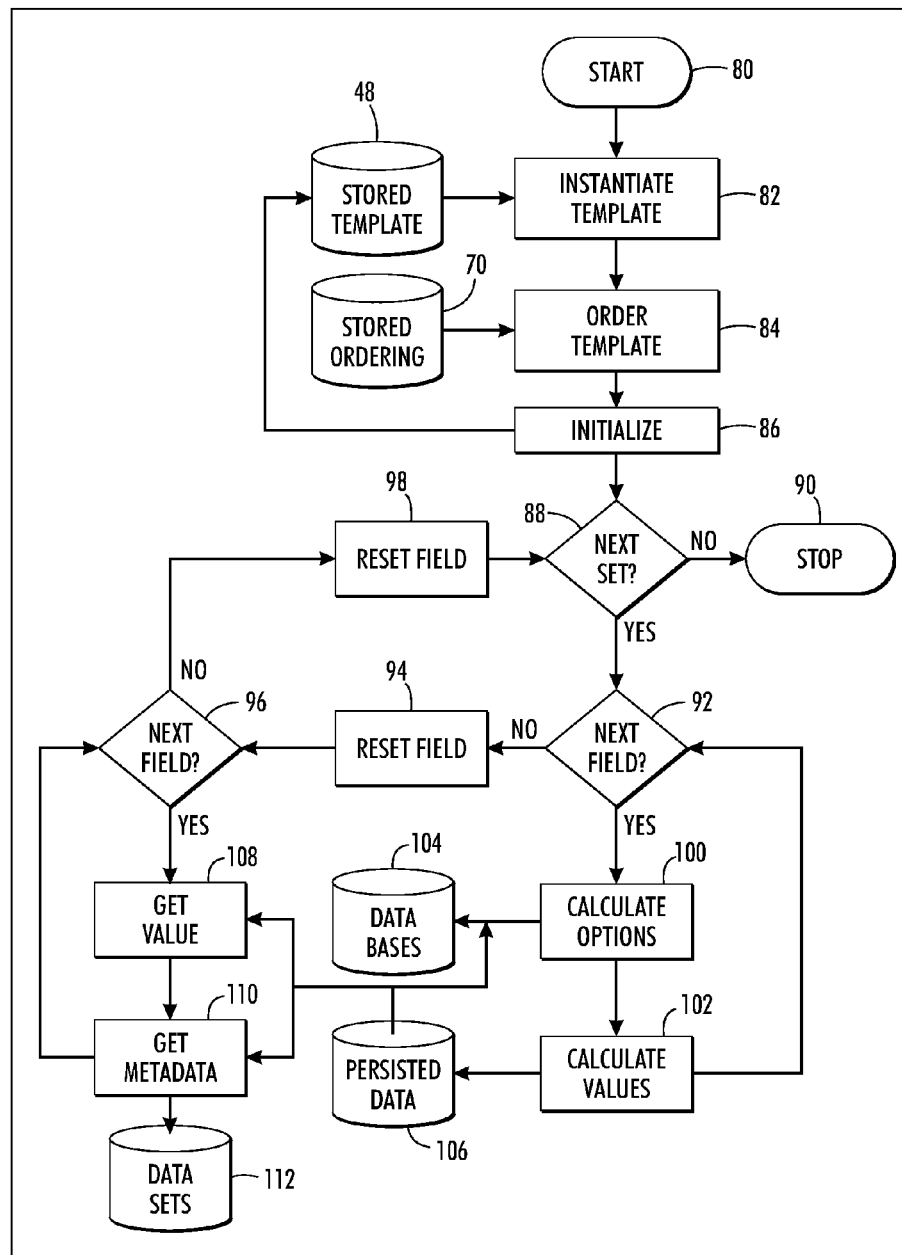 START
80
48
STORED
TEMPLATE
INSTANTIATE
TEMPLATE
82
70
STORED
ORDERING
ORDER
TEMPLATE
84
INITIALIZE
86
98
RESET FIELD
88
NEXT
SET?
NO
90
STOP
YES
NO
96
NEXT
FIELD?
94
RESET FIELD
NO
92
NEXT
FIELD?
YES
YES
108
GET
VALUE
104
DATA
BASES
100
CALCULATE
OPTIONS
110
GET
METADATA
PERSISTED
DATA
106
102
CALCULATE
VALUES
DATA
SETS
112